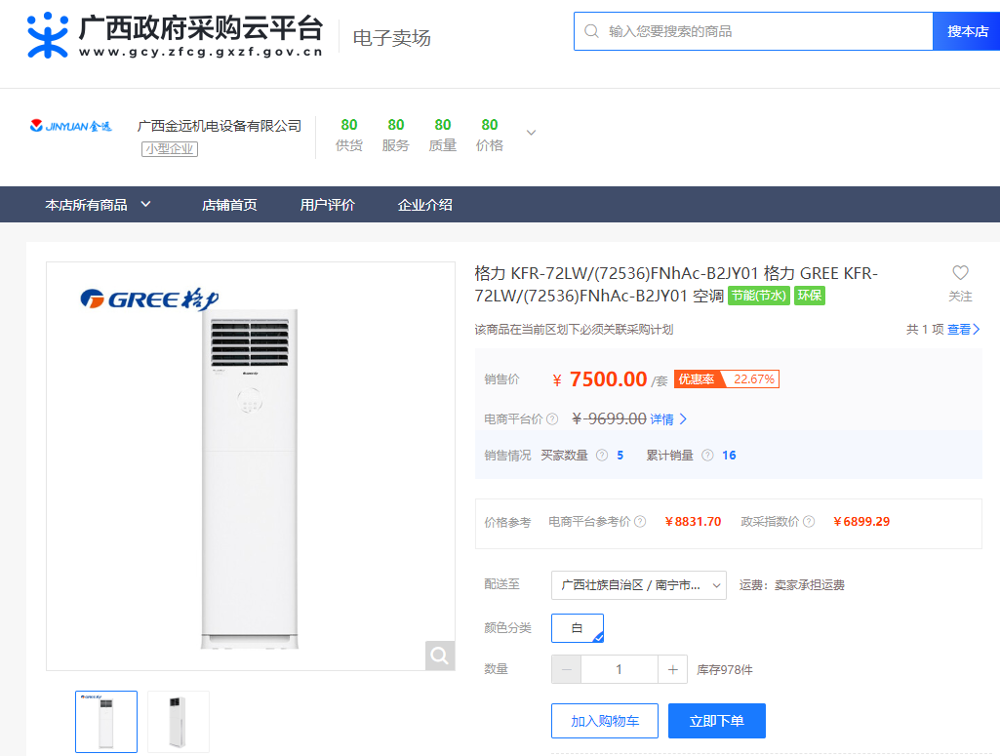 广西政府采购云平台
www.gcy.zfcg.gxzf.gov.cn
电子卖场
输入您要搜索的商品
搜本店
JINYUAN金远
广西金远机电设备有限公司
小型企业
80 80 80 80
供货 服务 质量 价格
本店所有商品 店铺首页 用户评价 企业介绍
GREE格力
格力 KFR-72LW/(72536)FNhAc-B2JY01 格力 GREE KFR-
72LW/(72536)FNhAc-B2JY01 空调 节能(节水) 环保
关注
该商品在当前区划下必须关联采购计划
共 1 项 查看
销售价 ¥ 7500.00 /套 优惠率 22.67%
电商平台价 ? ¥ 9699.00 详情
销售情况 买家数量 ? 5 累计销量 ? 16
价格参考 电商平台参考价 ? ¥8831.70 政采指数价 ? ¥6899.29
配送至 广西壮族自治区 / 南宁市... 运费：卖家承担运费
颜色分类 白
数量 － 1 ＋ 库存978件
加入购物车 立即下单